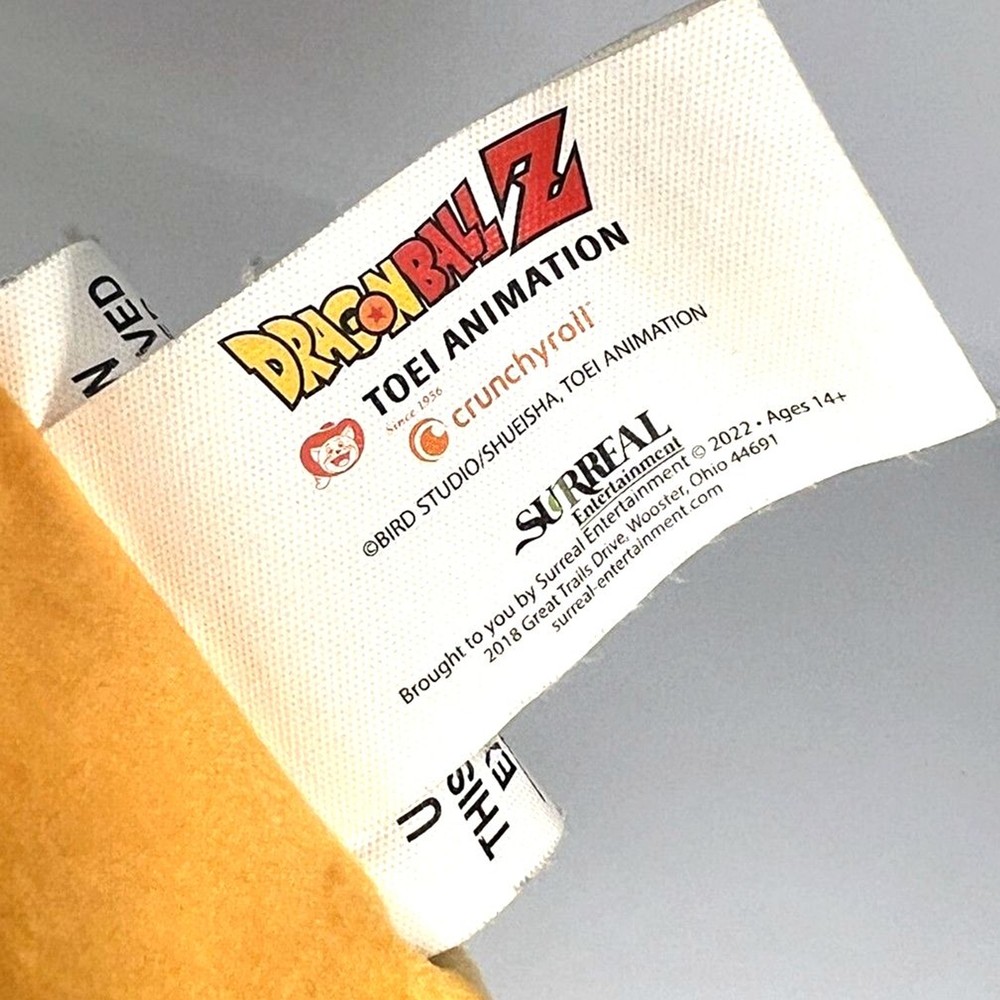 DRAGON BALL Z
TOEI ANIMATION
Since 1956
crunchyroll
©BIRD STUDIO/SHUEISHA, TOEI ANIMATION
SURREAL
Entertainment
Brought to you by Surreal Entertainment © 2022 • Ages 14+
2018 Great Trails Drive, Wooster, Ohio 44691
surreal-entertainment.com
N
VED
U
THIS